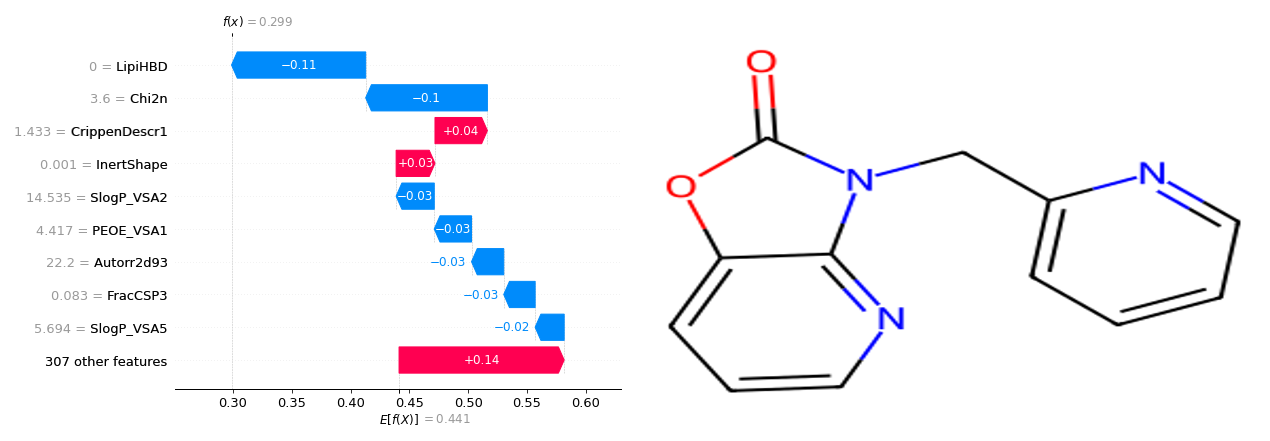 f(x) = 0.299
0 = LipiHBD −0.11
3.6 = Chi2n −0.1
1.433 = CrippenDescr1 +0.04
0.001 = InertShape +0.03
14.535 = SlogP_VSA2 −0.03
4.417 = PEOE_VSA1 −0.03
22.2 = Autorr2d93 −0.03
0.083 = FracCSP3 −0.03
5.694 = SlogP_VSA5 −0.02
307 other features +0.14
0.30 0.35 0.40 0.45 0.50 0.55 0.60
E[f(X)] = 0.441
O
O N N
N